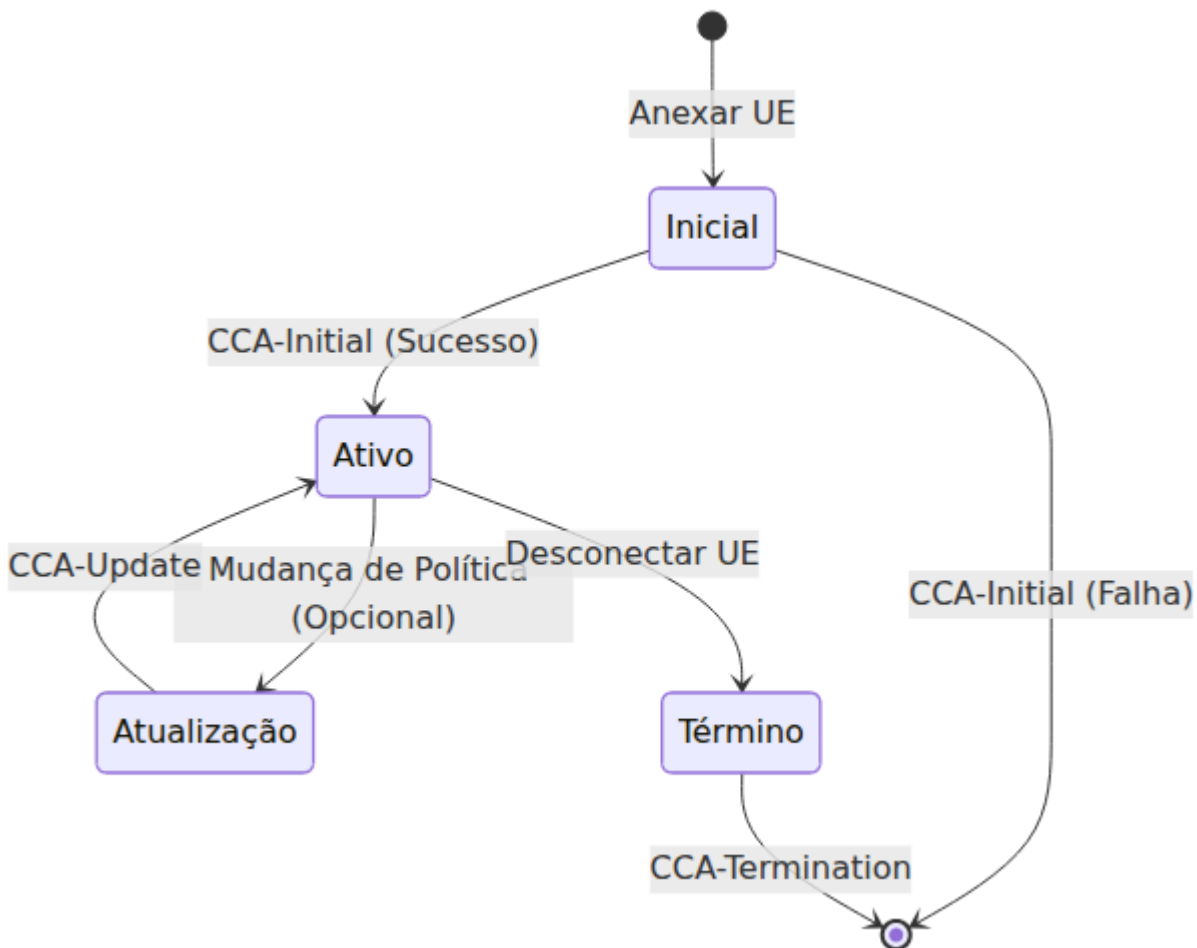 Anexar UE
Inicial
CCA-Initial (Sucesso)
Ativo
Desconectar UE
CCA-Update
Mudança de Política
(Opcional)
CCA-Initial (Falha)
Atualização
Término
CCA-Termination